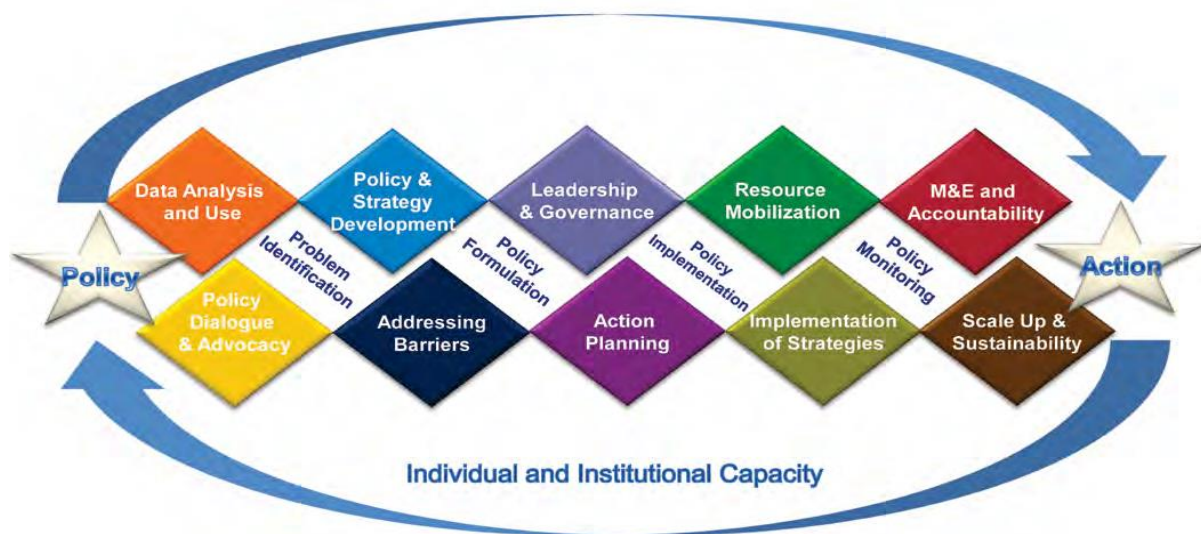 Data Analysis
and Use
Policy &
Strategy
Development
Leadership
& Governance
Resource
Mobilization
M&E and
Accountability
Problem
Identification
Policy
Formulation
Policy
Implementation
Policy
Monitoring
Policy
Action
Policy
Dialogue
& Advocacy
Addressing
Barriers
Action
Planning
Implementation
of Strategies
Scale Up &
Sustainability
Individual and Institutional Capacity